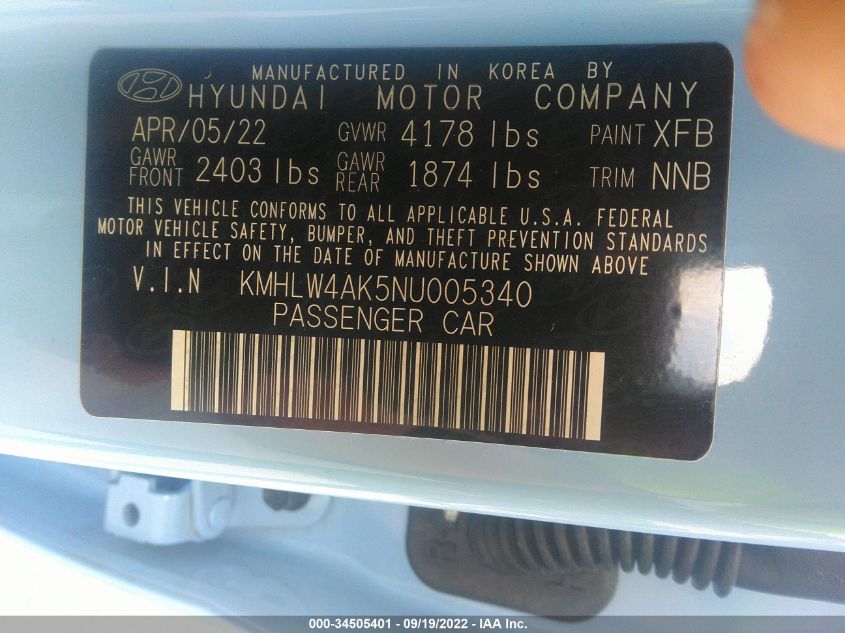 MANUFACTURED IN KOREA BY
HYUNDAI MOTOR COMPANY
APR/05/22 GVWR 4178 lbs PAINT XFB
GAWR FRONT 2403 lbs GAWR REAR 1874 lbs TRIM NNB
THIS VEHICLE CONFORMS TO ALL APPLICABLE U.S.A. FEDERAL
MOTOR VEHICLE SAFETY, BUMPER, AND THEFT PREVENTION STANDARDS
IN EFFECT ON THE DATE OF MANUFACTURE SHOWN ABOVE
V.I.N KMHLW4AK5NU005340
PASSENGER CAR
000-34505401 - 09/19/2022 - IAA Inc.